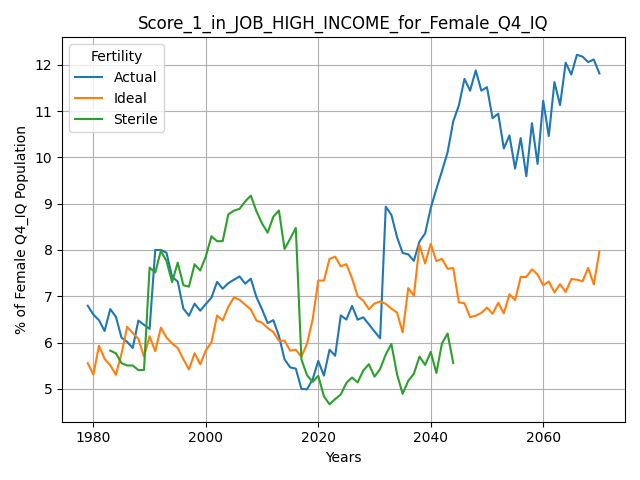 Score_1_in_JOB_HIGH_INCOME_for_Female_Q4_IQ
Fertility
Actual
Ideal
Sterile
% of Female Q4_IQ Population
12
11
10
9
8
7
6
5
1980 2000 2020 2040 2060
Years